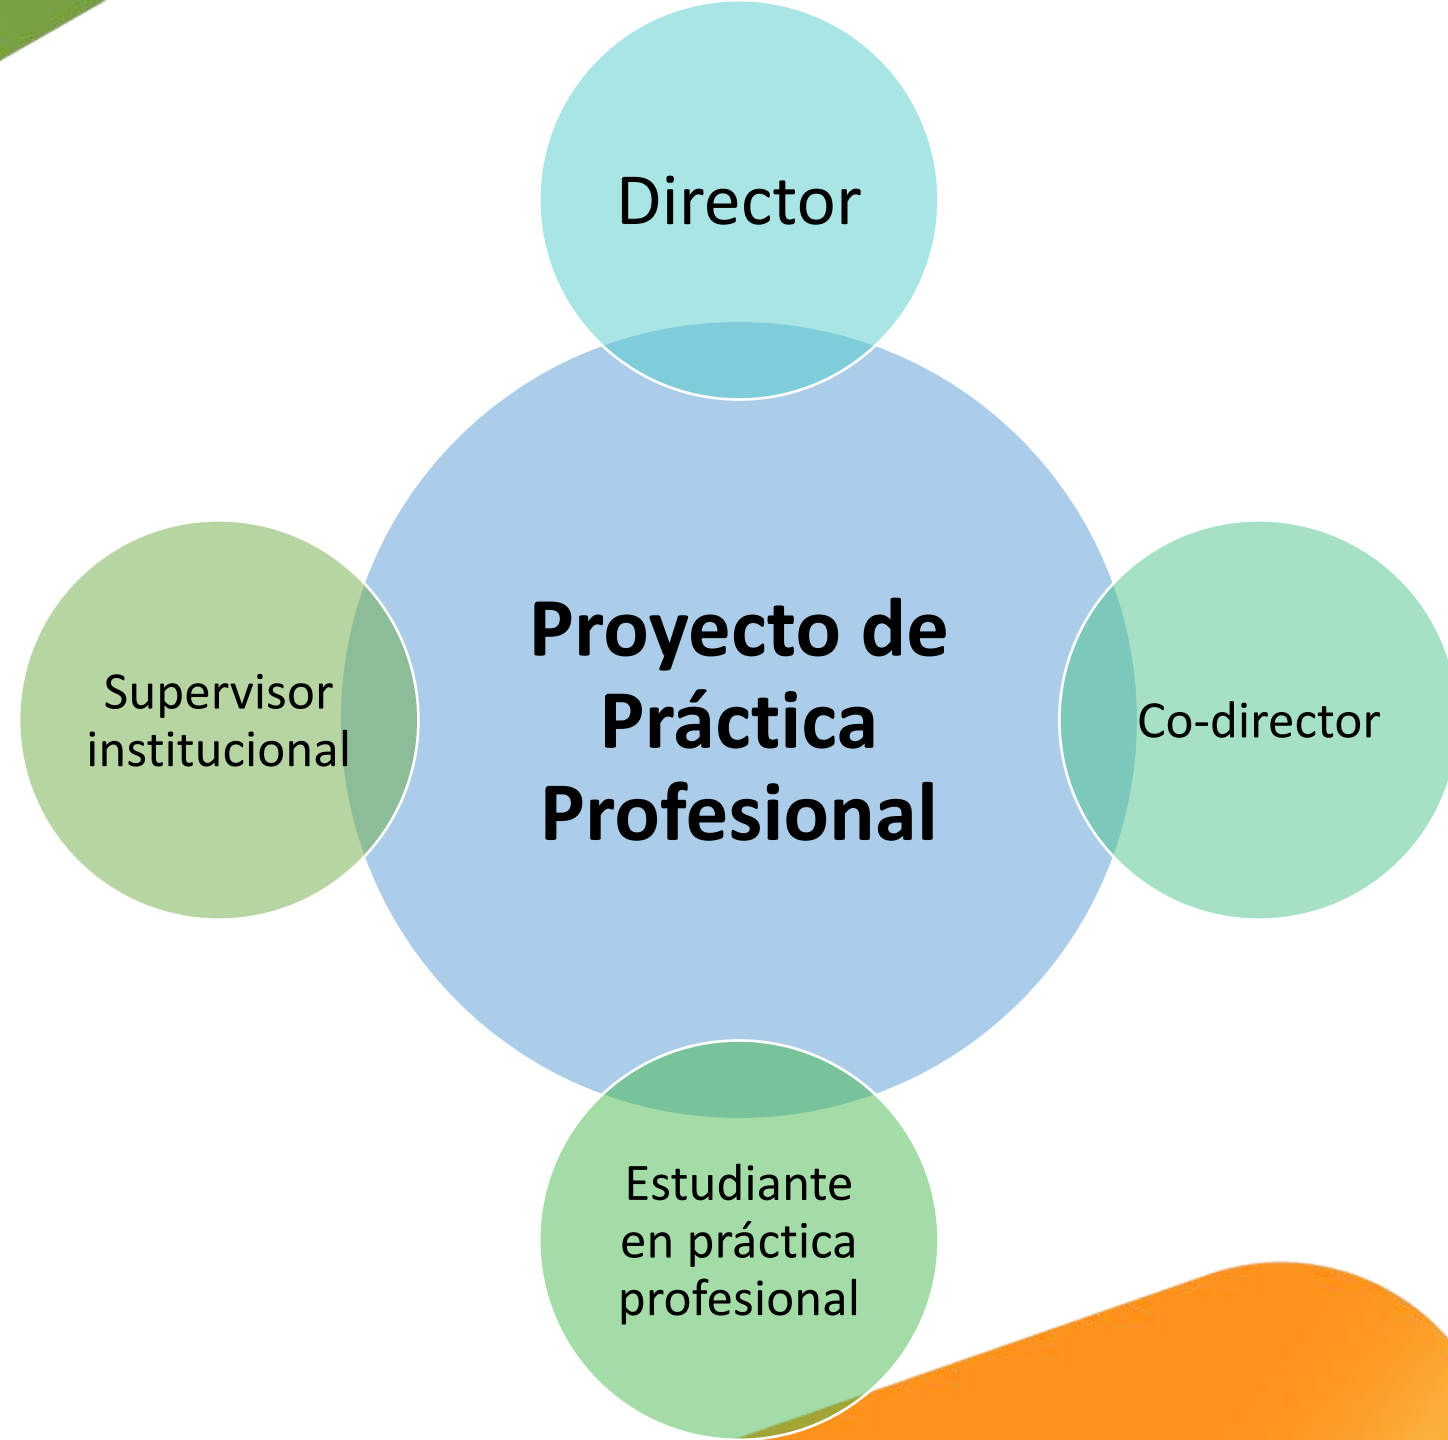 Director
Proyecto de
Práctica
Profesional
Supervisor
institucional
Co-director
Estudiante
en práctica
profesional